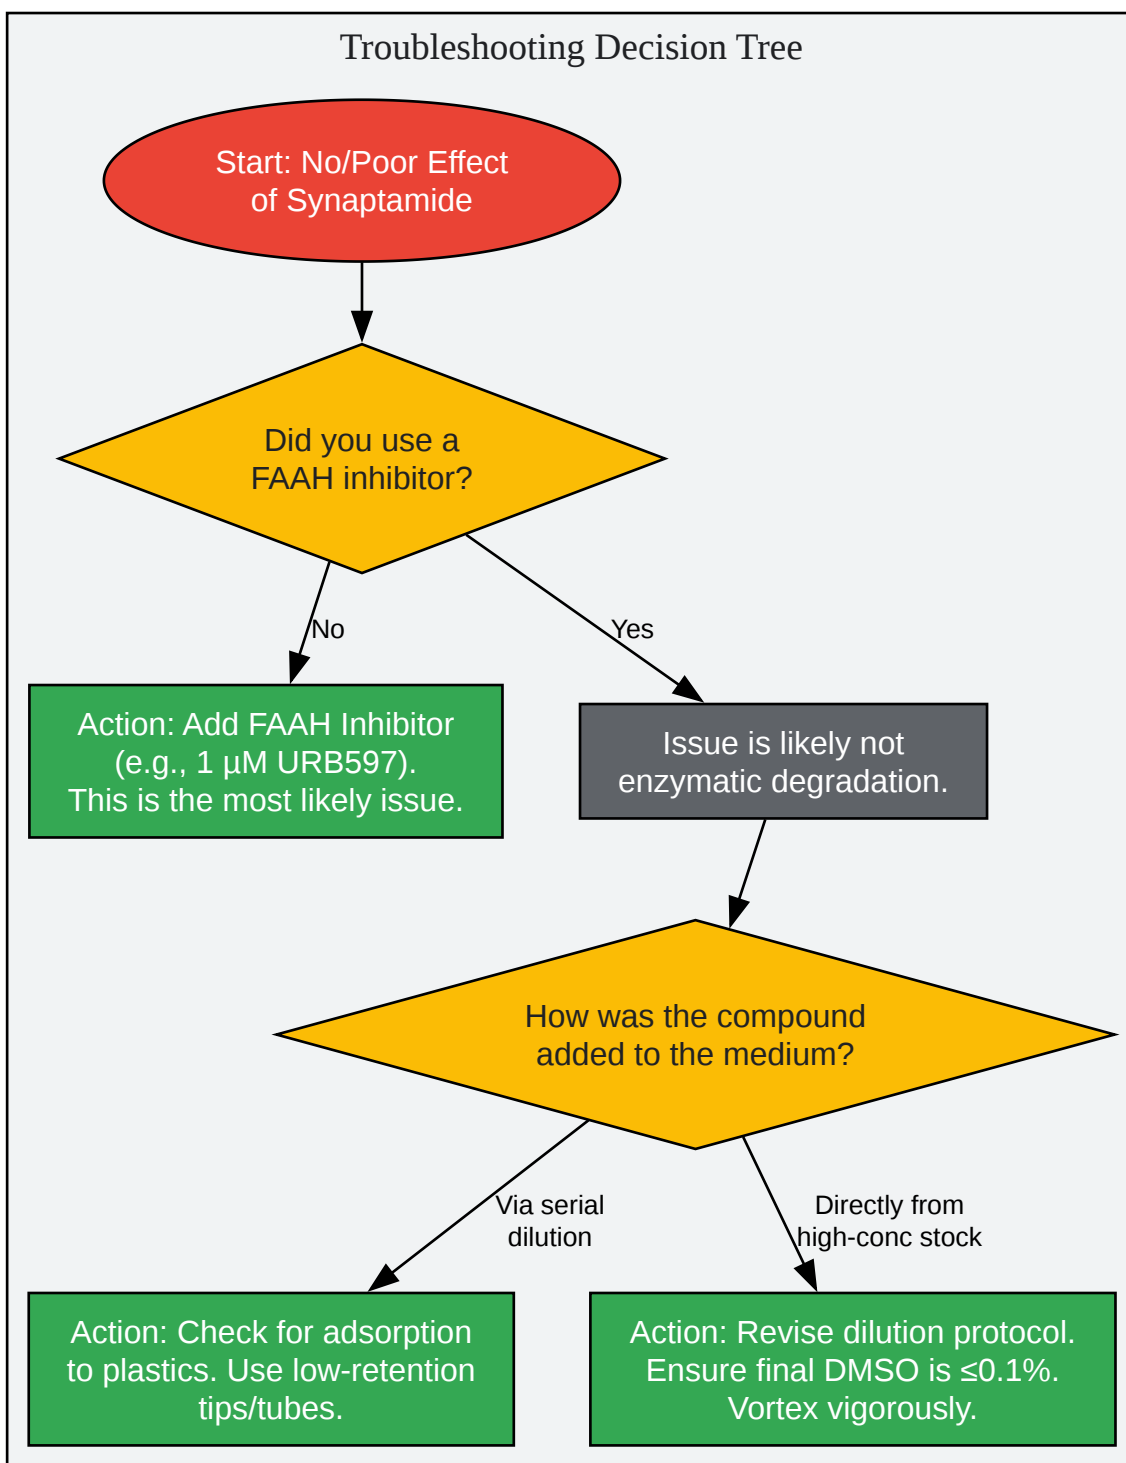 Troubleshooting Decision Tree
Start: No/Poor Effect
of Synaptamide
Did you use a
FAAH inhibitor?
No
Yes
Action: Add FAAH Inhibitor
(e.g., 1 µM URB597).
This is the most likely issue.
Issue is likely not
enzymatic degradation.
How was the compound
added to the medium?
Via serial
dilution
Directly from
high-conc stock
Action: Check for adsorption
to plastics. Use low-retention
tips/tubes.
Action: Revise dilution protocol.
Ensure final DMSO is ≤0.1%.
Vortex vigorously.